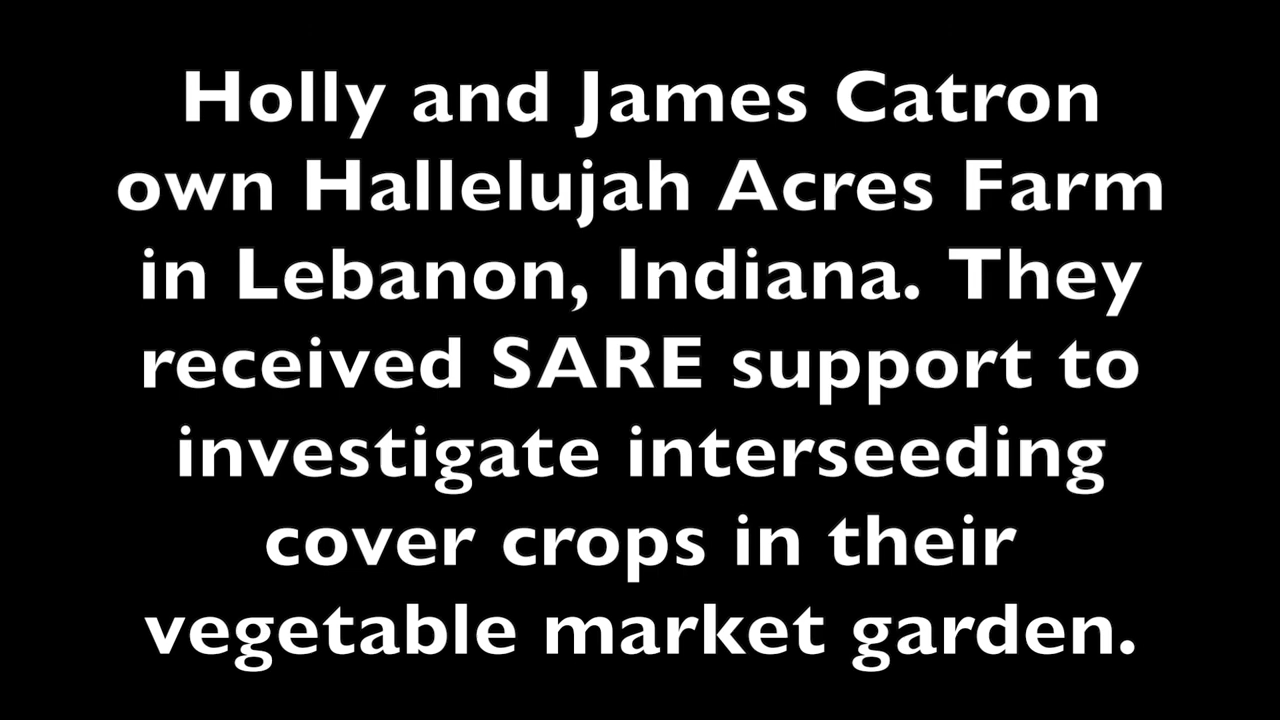 Holly and James Catron
own Hallelujah Acres Farm
in Lebanon, Indiana. They
received SARE support to
investigate interseeding
cover crops in their
vegetable market garden.